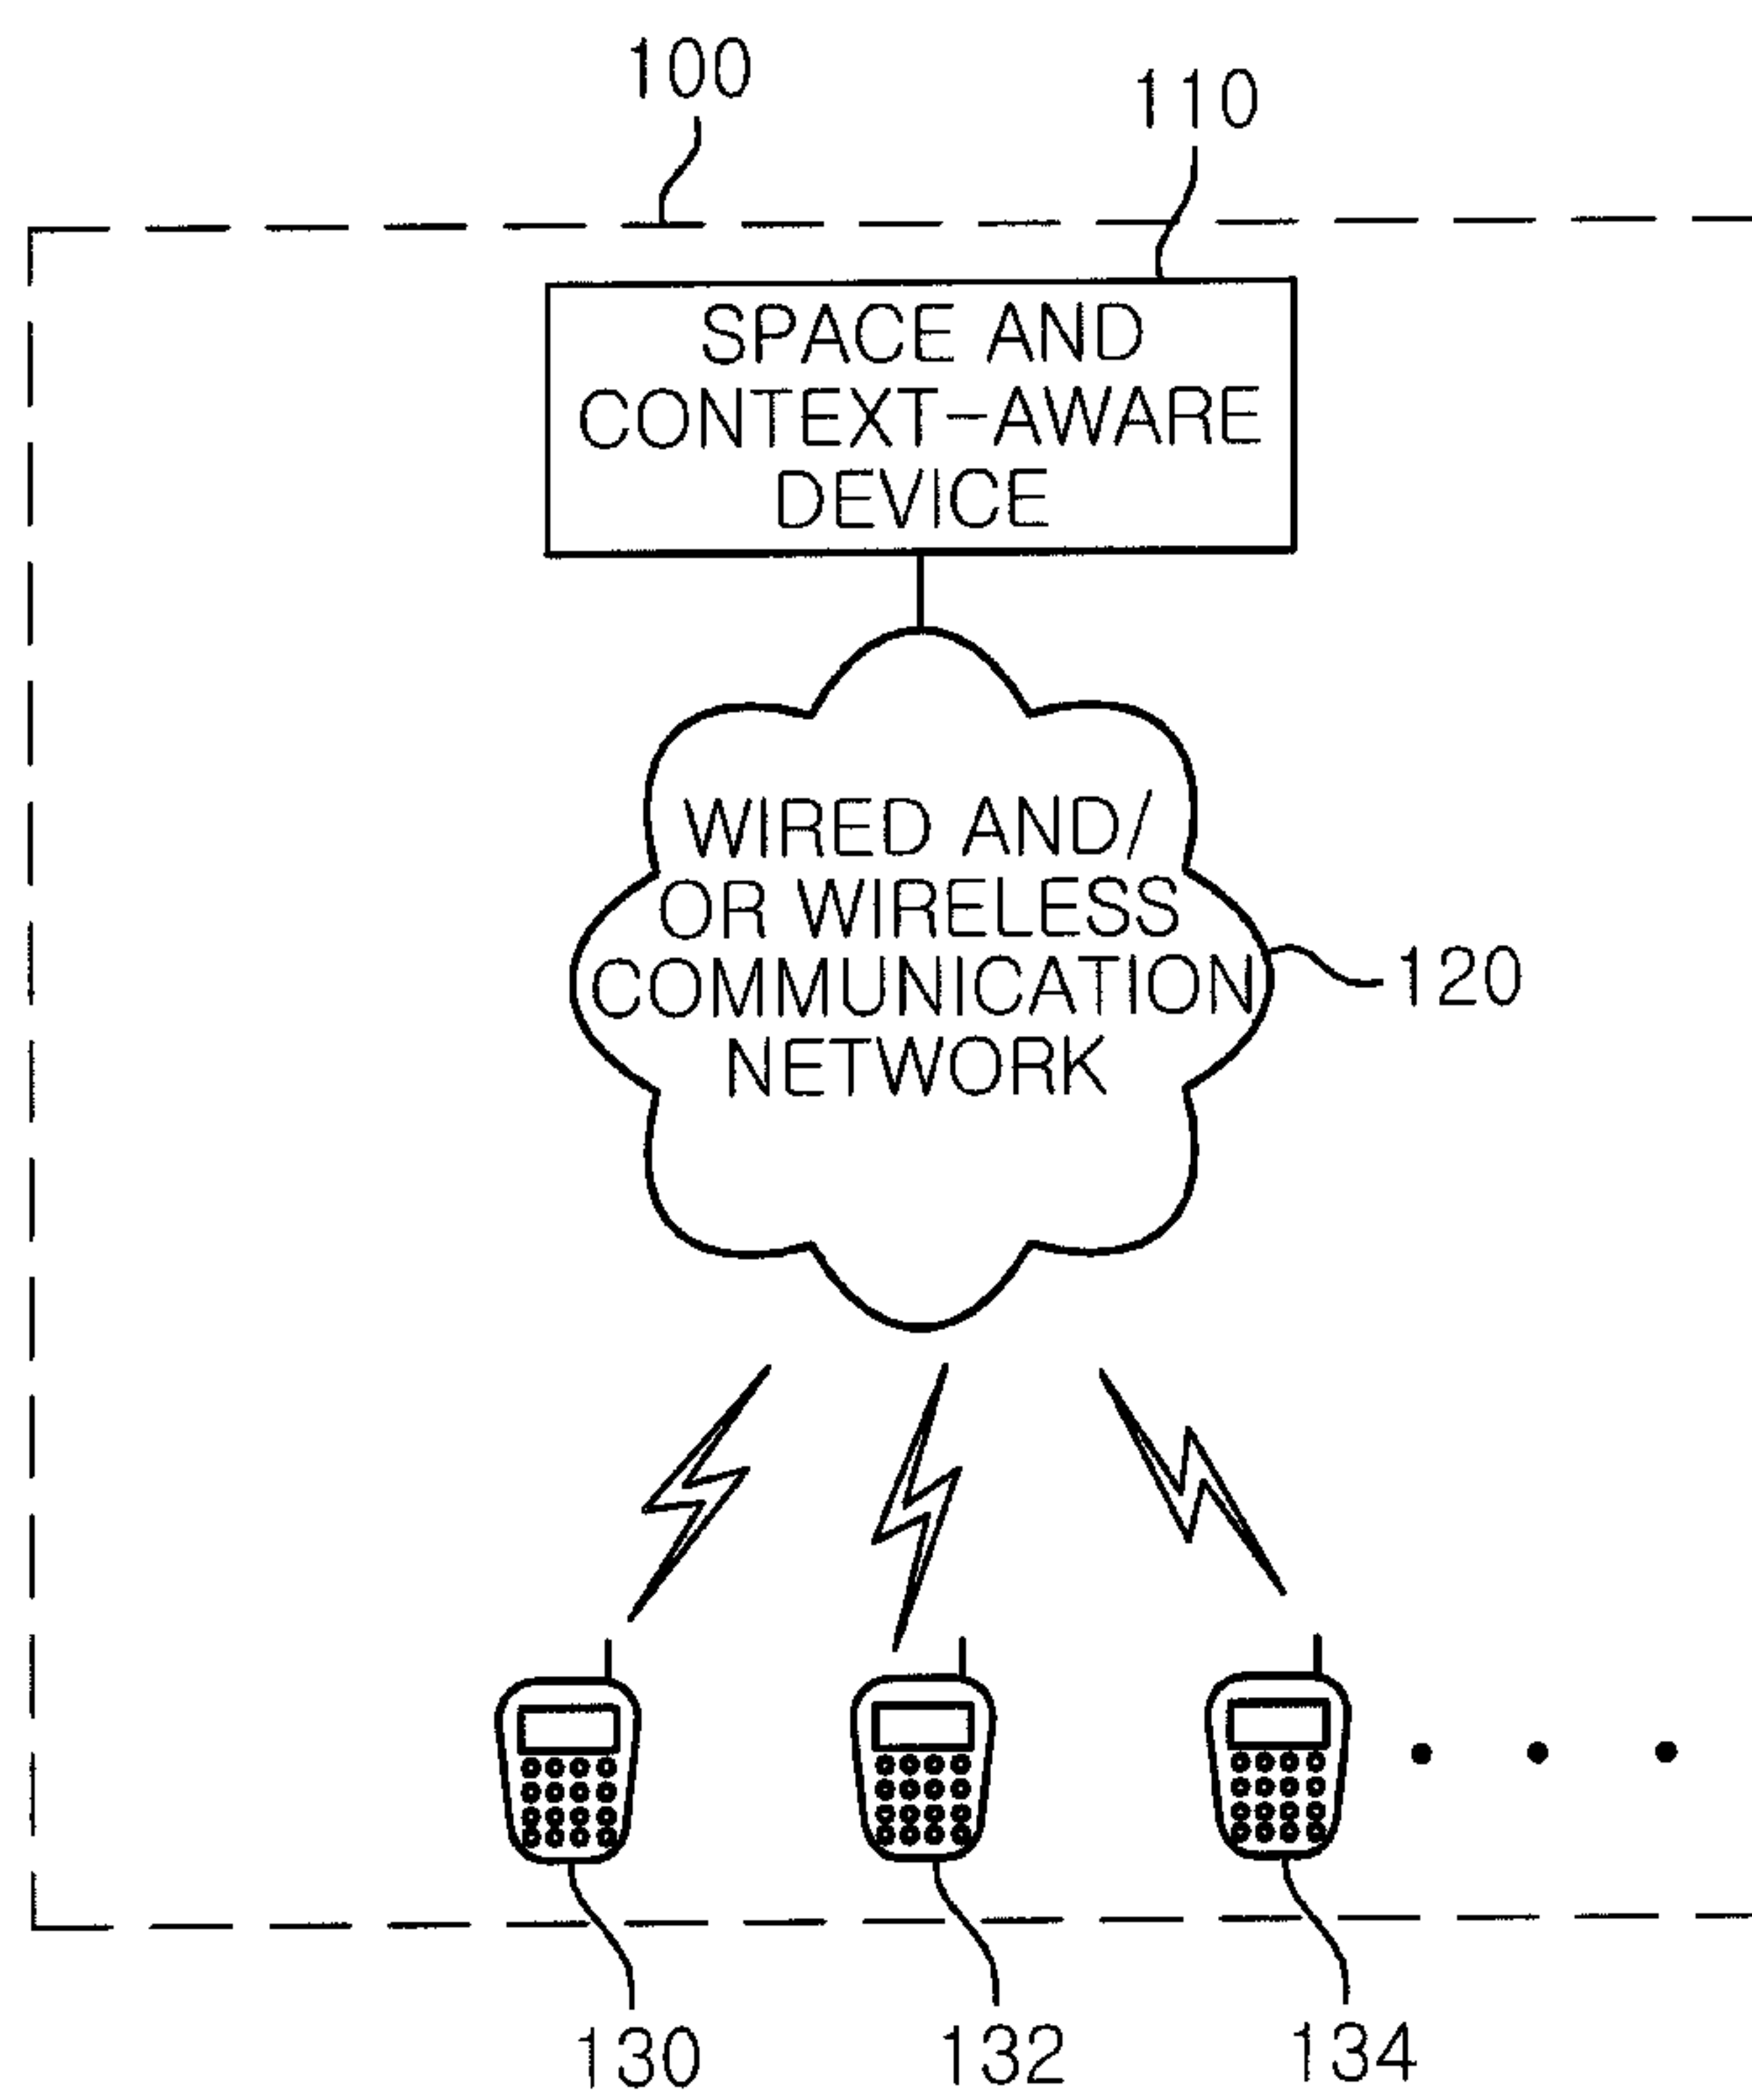 100
110
SPACE AND
CONTEXT-AWARE
DEVICE
WIRED AND/
OR WIRELESS
COMMUNICATION
NETWORK
120
130
132
134